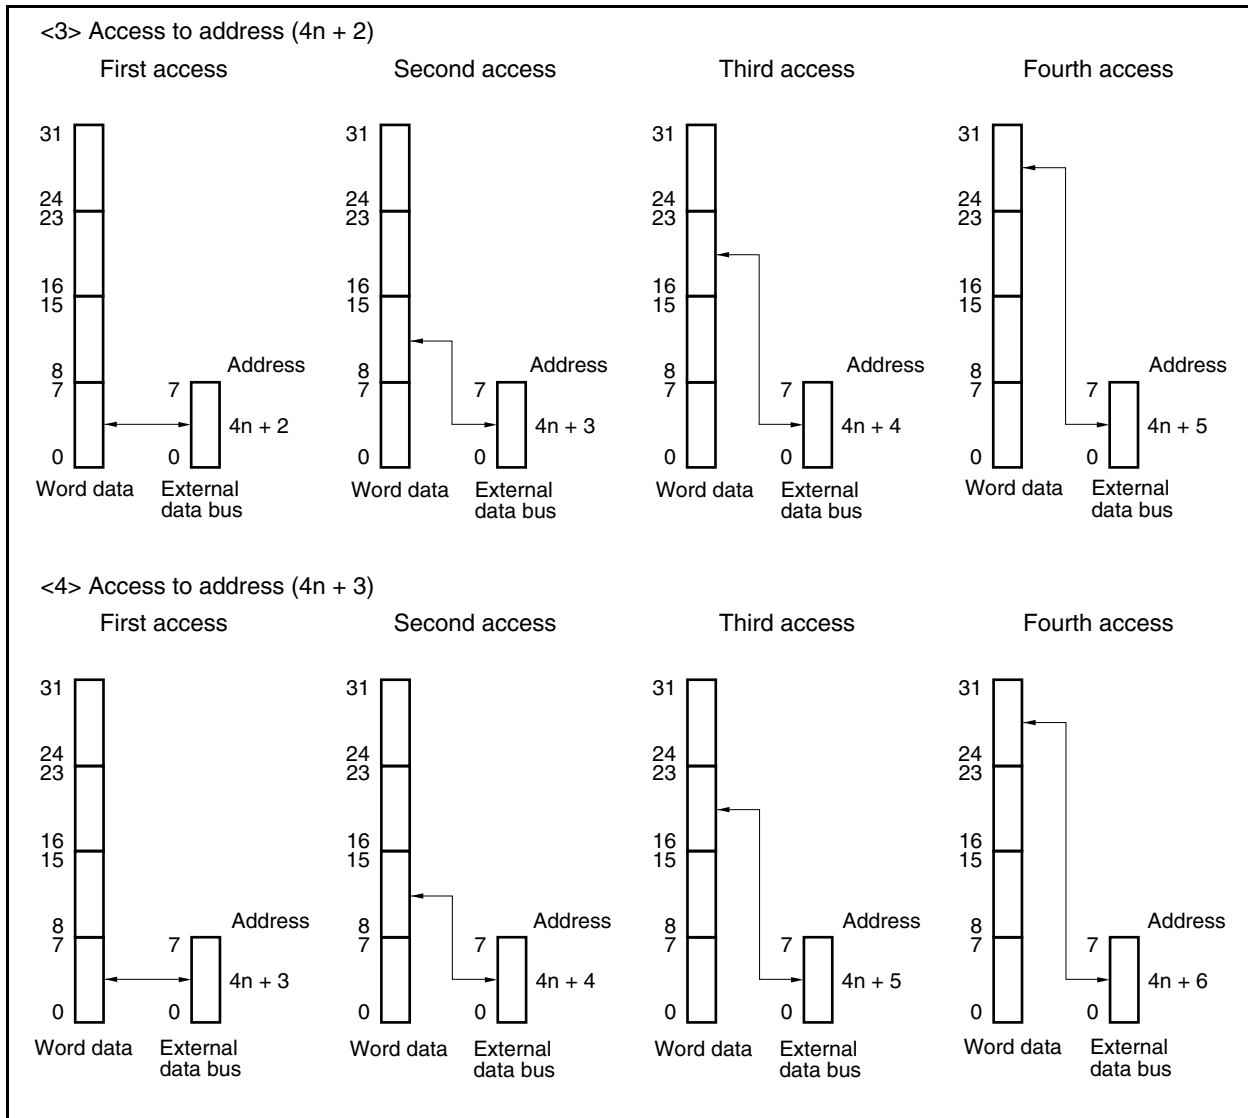 <3> Access to address (4n + 2)
First access
Second access
Third access
Fourth access
31
24
23
16
15
8
7
0
Address
7
4n + 2
0
Word data
External
data bus
31
24
23
16
15
8
7
0
Address
7
4n + 3
0
Word data
External
data bus
31
24
23
16
15
8
7
0
Address
7
4n + 4
0
Word data
External
data bus
31
24
23
16
15
8
7
0
Address
7
4n + 5
0
Word data
External
data bus
<4> Access to address (4n + 3)
First access
Second access
Third access
Fourth access
31
24
23
16
15
8
7
0
Address
7
4n + 3
0
Word data
External
data bus
31
24
23
16
15
8
7
0
Address
7
4n + 4
0
Word data
External
data bus
31
24
23
16
15
8
7
0
Address
7
4n + 5
0
Word data
External
data bus
31
24
23
16
15
8
7
0
Address
7
4n + 6
0
Word data
External
data bus